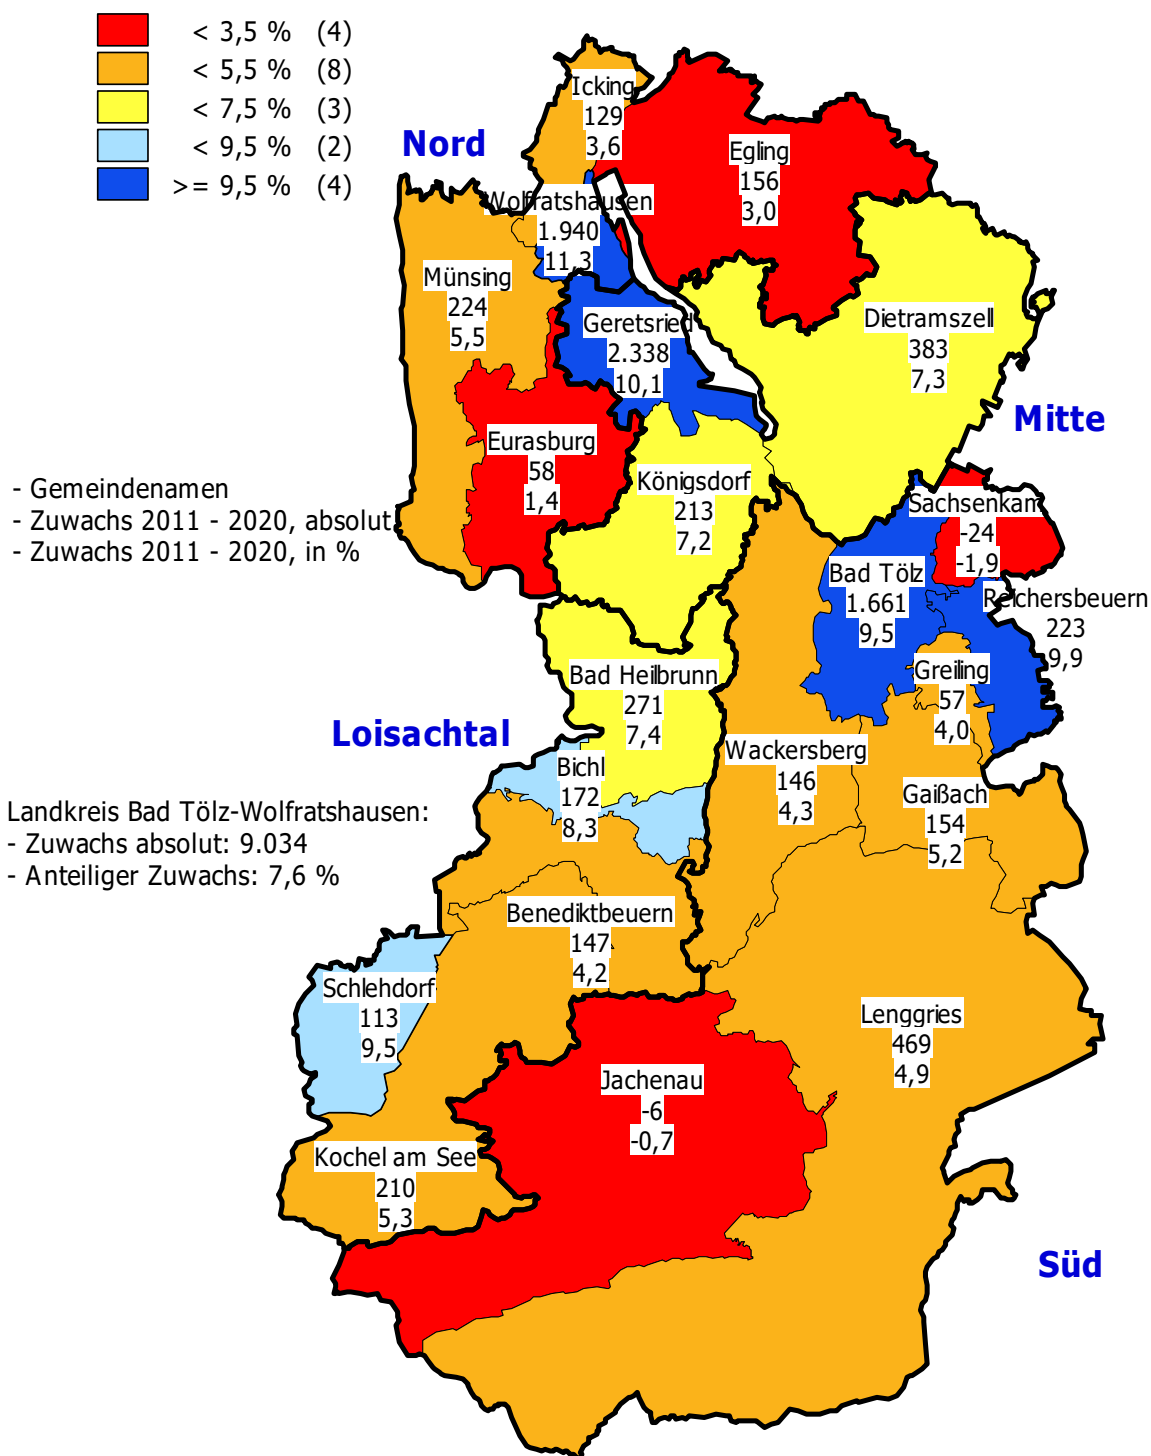 < 3,5 % (4)
< 5,5 % (8)
< 7,5 % (3)
< 9,5 % (2)
>= 9,5 % (4)
Nord
Icking
129
3,6
Egling
156
3,0
Wolfratshausen
1.940
11,3
Münsing
224
5,5
Geretsried
2.338
10,1
Dietramszell
383
7,3
Mitte
Eurasburg
58
1,4
Königsdorf
213
7,2
- Gemeindenamen
- Zuwachs 2011 - 2020, absolut
- Zuwachs 2011 - 2020, in %
Sachsenkam
-24
-1,9
Bad Tölz
1.661
9,5
Reichersbeuern
223
9,9
Greiling
57
4,0
Bad Heilbrunn
271
7,4
Loisachtal
Wackersberg
146
4,3
Bichl
172
8,3
Gaißach
154
5,2
Landkreis Bad Tölz-Wolfratshausen:
- Zuwachs absolut: 9.034
- Anteiliger Zuwachs: 7,6 %
Benediktbeuern
147
4,2
Schlehdorf
113
9,5
Lenggries
469
4,9
Jachenau
-6
-0,7
Kochel am See
210
5,3
Süd